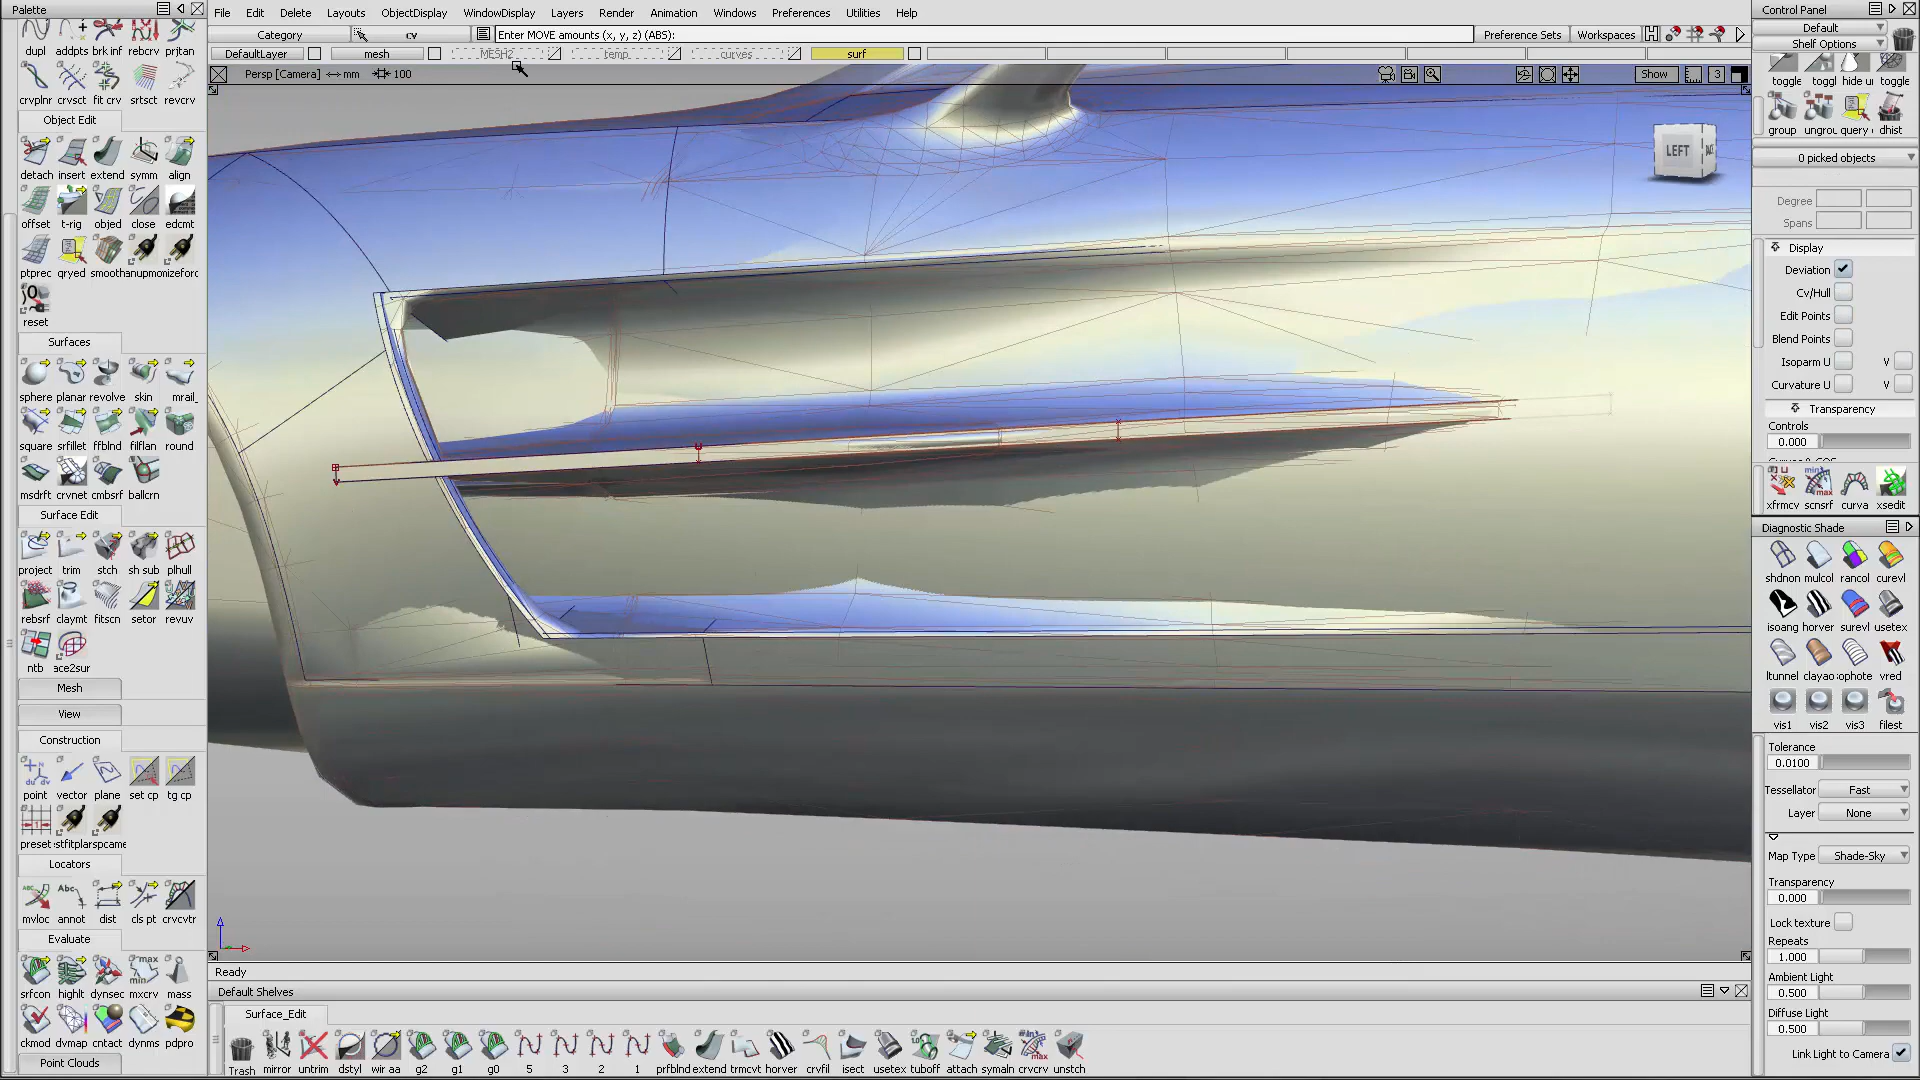 Palette
File Edit Delete Layouts ObjectDisplay WindowDisplay Layers Render Animation Windows Preferences Utilities Help
Control Panel
Category
cv
Enter MOVE amounts (x, y, z) (ABS):
Preference Sets
Workspaces
Default
Shelf Options
DefaultLayer
mesh
MESH2
temp
curves
surf
Persp [Camera] mm 100
Show
3
dupl addpts brk inf rebcrv prjtan
crvplnr crvsct fit crv srtsct revcrv
Object Edit
detach insert extend symm align
offset t-rig objed close edcmt
ptprec qryed smooth anupmo nizeforc
reset
Surfaces
sphere planar revolve skin mrail_
square srfillet ffblnd filflan round
msdrft crvnet cmbsrf ballcrn
Surface Edit
project trim stch sh sub plhull
rebsrf claymt fitscn setor revuv
ntb ace2sur
Mesh
View
Construction
point vector plane set cp tg cp
preset stfitplar spcame
Locators
mvloc annot dist cls pt crvcvtr
Evaluate
srfcon highlt dynsec mxcrv mass
ckmod dvmap cntact dynms pdpro
Point Clouds
LEFT
toggle toggl hide u toggle
group ungrou query dhist
0 picked objects
Degree
Spans
Display
Deviation
Cv/Hull
Edit Points
Blend Points
Isoparm U V
Curvature U V
Transparency
Controls
0.000
xfrmcv scnsrf curva xsedit
Diagnostic Shade
shdnon mulcol rancol curevl
isoang horver surevl usetex
ltunnel clayao ophote vred
vis1 vis2 vis3 filest
Tolerance
0.0100
Tessellator Fast
Layer None
Map Type Shade-Sky
Transparency
0.000
Lock texture
Repeats
1.000
Ambient Light
0.500
Diffuse Light
0.500
Link Light to Camera
Ready
Default Shelves
Surface_Edit
Trash mirror untrim dstyl wir aa g2 g1 g0 5 3 2 1 prfblnd extend trmcvt horver crvfil isect usetex tuboff attach symaln crvcrv unstch